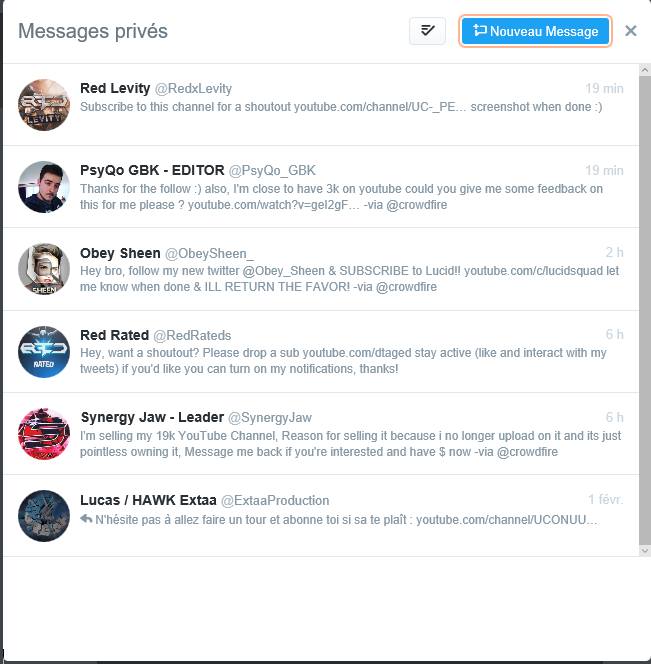 Messages privés
Nouveau Message
Red Levity @RedxLevity 19 min
Subscribe to this channel for a shoutout youtube.com/channel/UC-_PE... screenshot when done :)
PsyQo GBK - EDITOR @PsyQo_GBK 19 min
Thanks for the follow :) also, I'm close to have 3k on youtube could you give me some feedback on
this for me please ? youtube.com/watch?v=gel2gF... -via @crowdfire
Obey Sheen @ObeySheen_ 2 h
Hey bro, follow my new twitter @Obey_Sheen & SUBSCRIBE to Lucid!! youtube.com/c/lucidsquad let
me know when done & ILL RETURN THE FAVOR! -via @crowdfire
SHEEN
Red Rated @RedRateds 6 h
Hey, want a shoutout? Please drop a sub youtube.com/dtaged stay active (like and interact with my
tweets) if you'd like you can turn on my notifications, thanks!
RATED
Synergy Jaw - Leader @SynergyJaw 6 h
I'm selling my 19k YouTube Channel, Reason for selling it because i no longer upload on it and its just
pointless owning it, Message me back if you're interested and have $ now -via @crowdfire
Lucas / HAWK Extaa @ExtaaProduction 1 févr.
N'hésite pas à allez faire un tour et abonne toi si sa te plaît : youtube.com/channel/UCONUU...